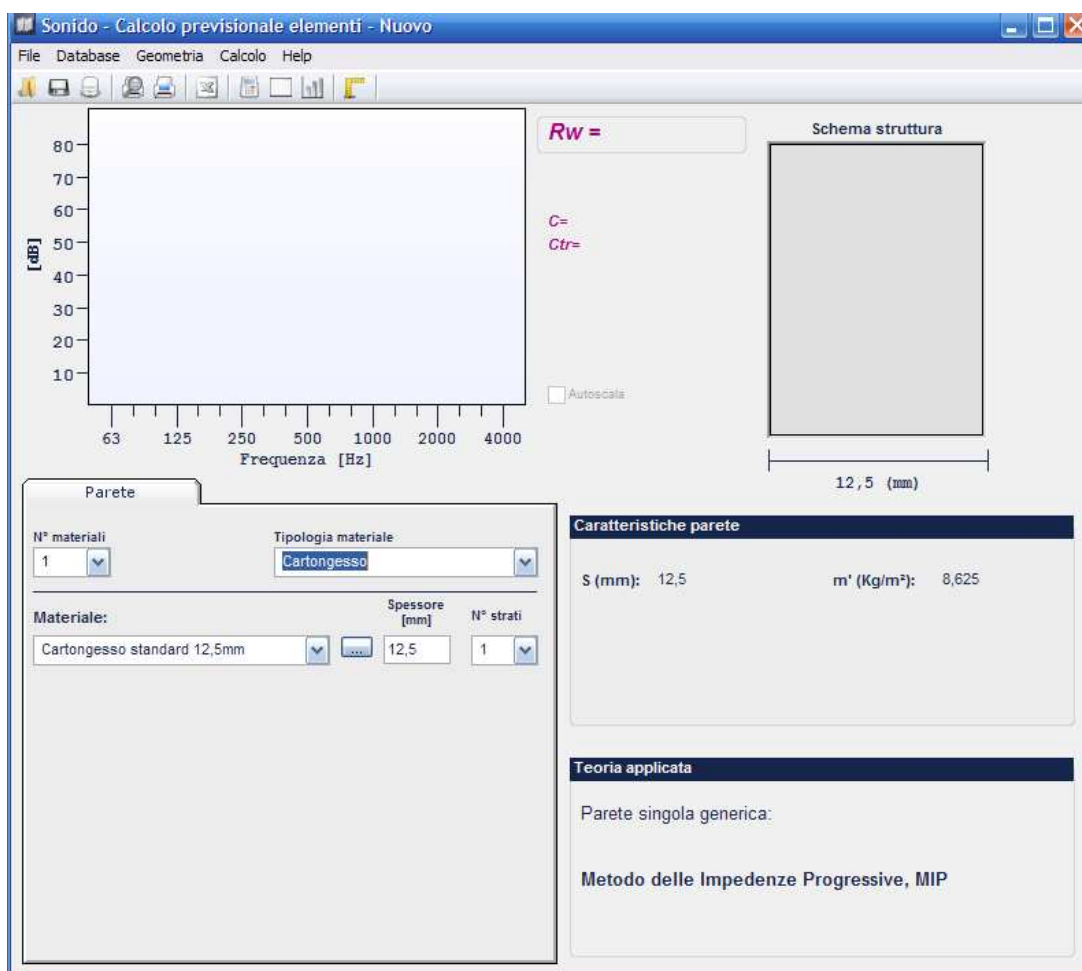 Sonido - Calcolo previsionale elementi - Nuovo
File Database Geometria Calcolo Help
80
70
60
50
40
30
20
10
[dB]
63 125 250 500 1000 2000 4000
Frequenza [Hz]
Rw =
C=
Ctr=
Autoscala
Schema struttura
12,5 (mm)
Parete
N° materiali
Tipologia materiale
1
Cartongesso
Materiale:
Spessore
[mm]
N° strati
Cartongesso standard 12,5mm
...
12,5
1
Caratteristiche parete
S (mm): 12,5 m' (Kg/m²): 8,625
Teoria applicata
Parete singola generica:
Metodo delle Impedenze Progressive, MIP